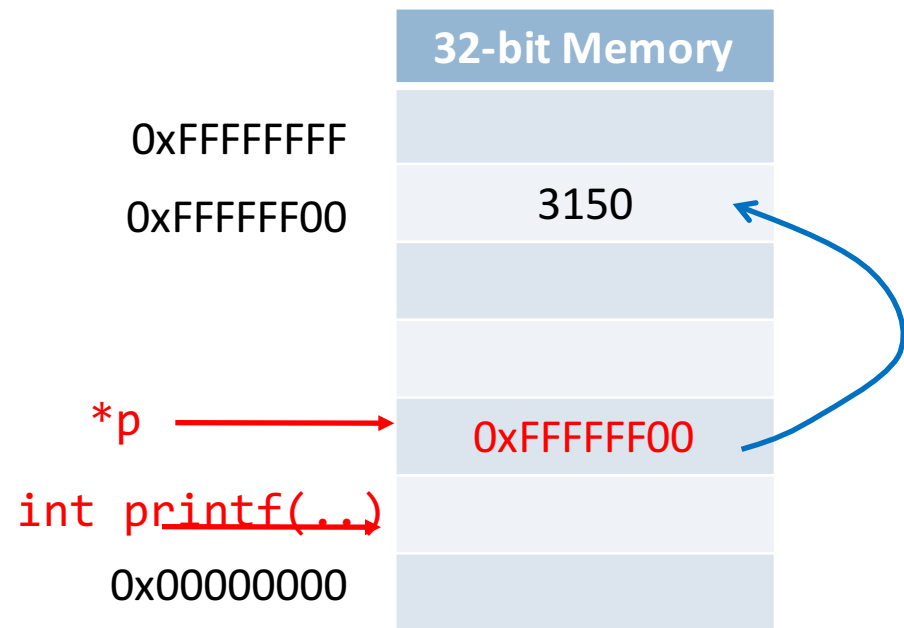 32-bit Memory
0xFFFFFFFF
0xFFFFFF00 3150
*p 0xFFFFFF00
int printf(..)
0x00000000